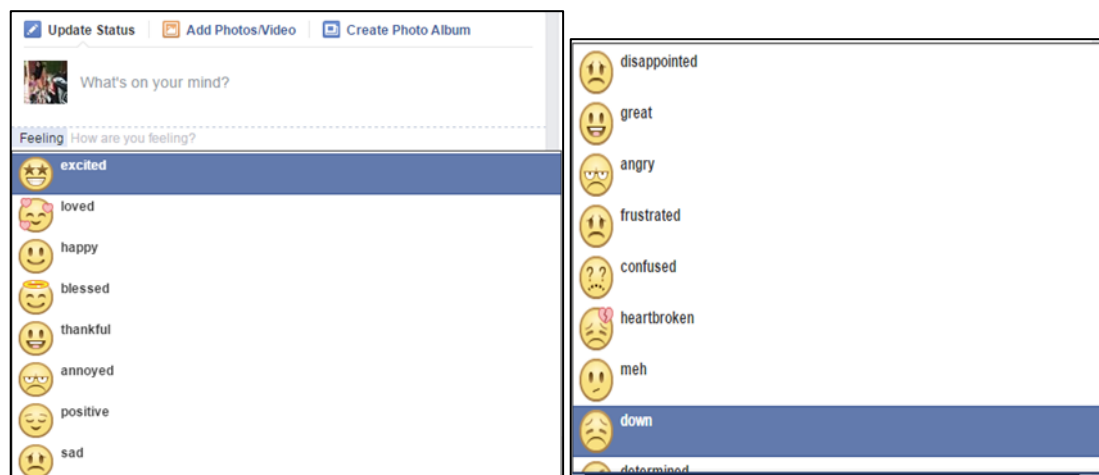 Update Status Add Photos/Video Create Photo Album
What's on your mind?
Feeling How are you feeling?
excited
loved
happy
blessed
thankful
annoyed
positive
sad
disappointed
great
angry
frustrated
confused
heartbroken
meh
down
determined